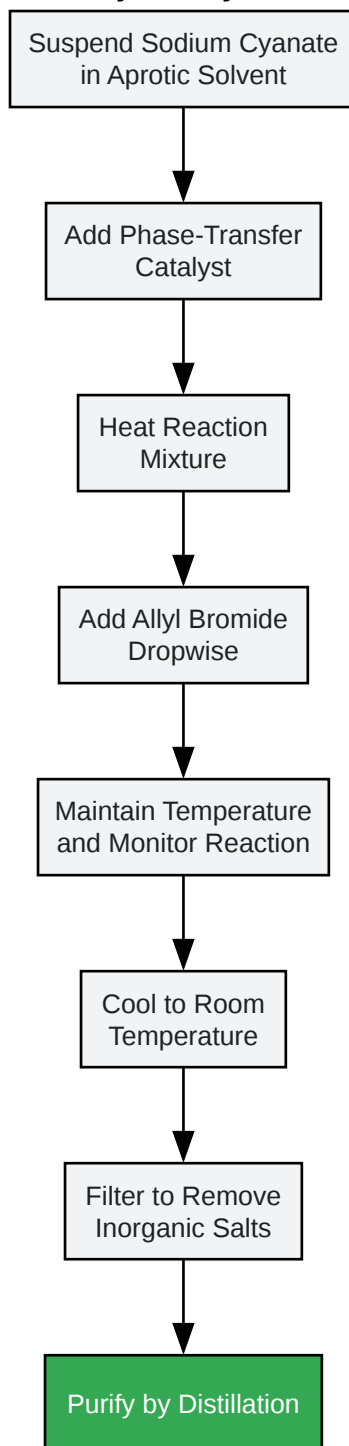 Suspend Sodium Cyanate
in Aprotic Solvent
Add Phase-Transfer
Catalyst
Heat Reaction
Mixture
Add Allyl Bromide
Dropwise
Maintain Temperature
and Monitor Reaction
Cool to Room
Temperature
Filter to Remove
Inorganic Salts
Purify by Distillation